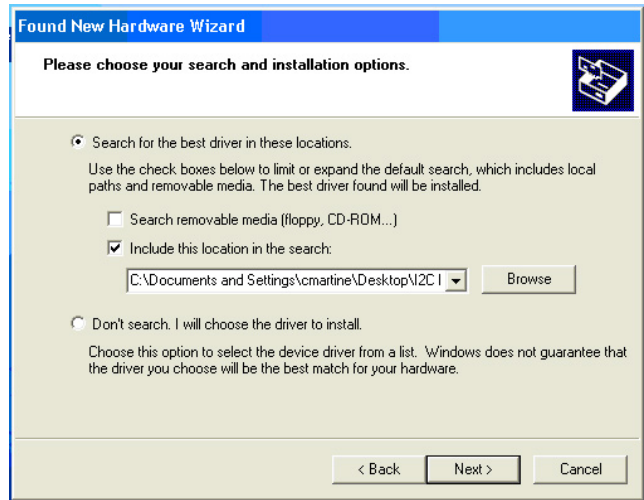 Found New Hardware Wizard
Please choose your search and installation options.
Search for the best driver in these locations.
Use the check boxes below to limit or expand the default search, which includes local
paths and removable media. The best driver found will be installed.
Search removable media (floppy, CD-ROM...)
Include this location in the search:
C:\Documents and Settings\cmartine\Desktop\I2C I
Browse
Don't search. I will choose the driver to install.
Choose this option to select the device driver from a list. Windows does not guarantee that
the driver you choose will be the best match for your hardware.
< Back
Next >
Cancel